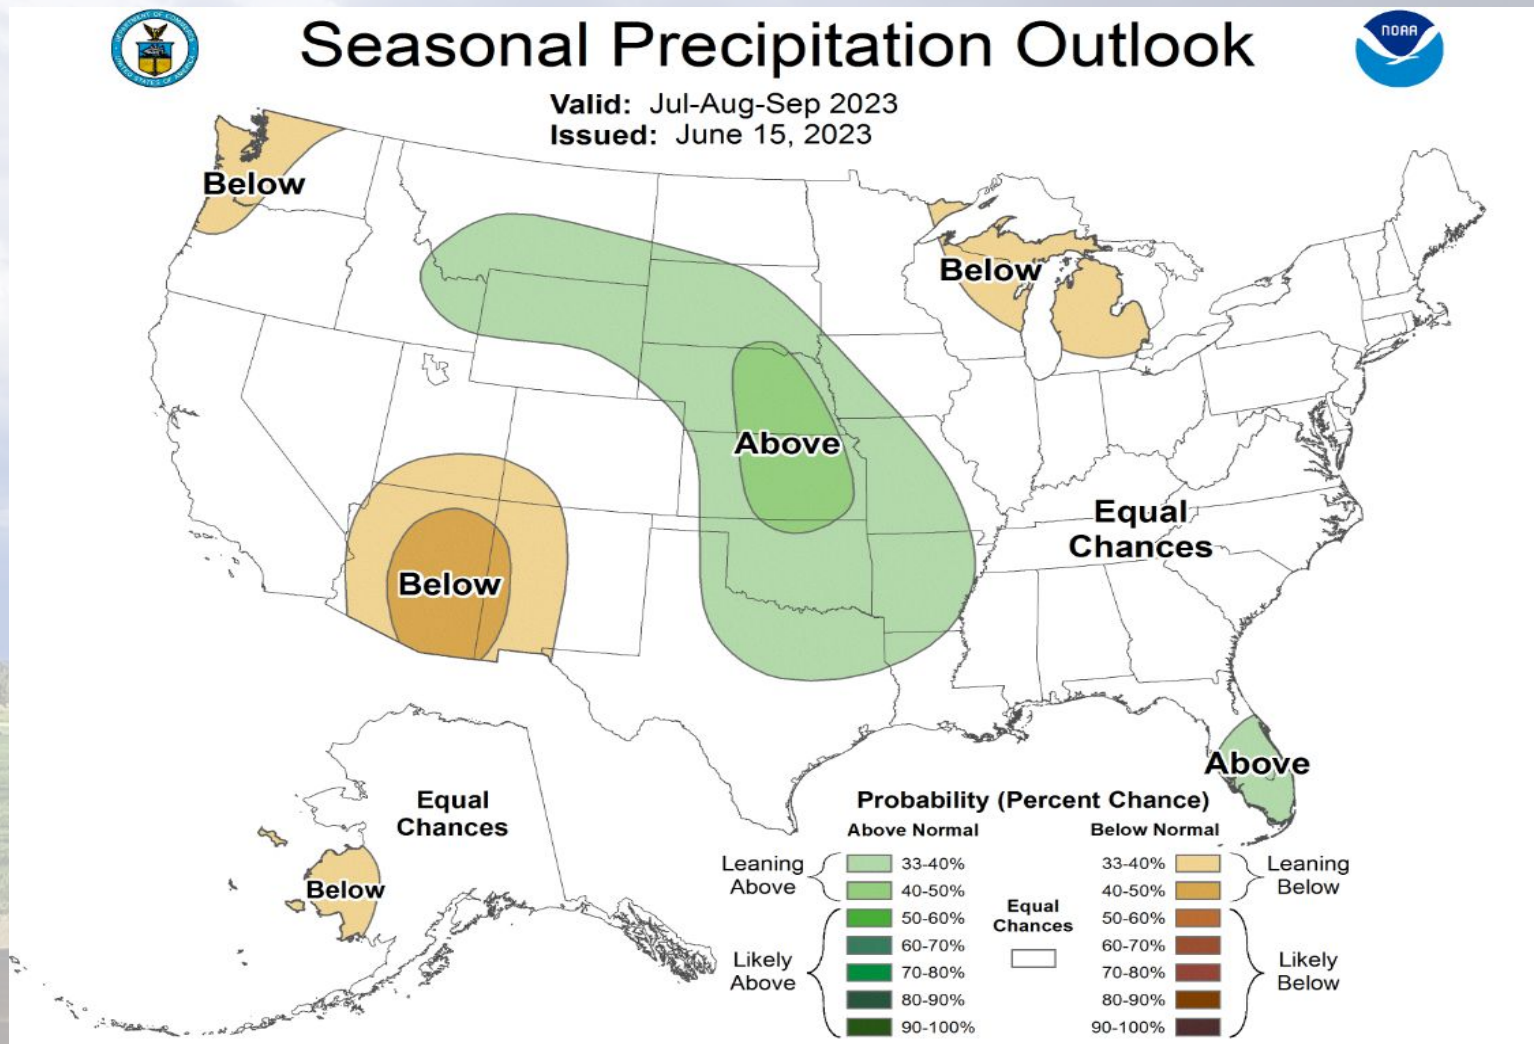 Seasonal Precipitation Outlook
NOAA
Valid: Jul-Aug-Sep 2023
Issued: June 15, 2023
Below
Below
Above
Equal
Chances
Below
Above
Equal
Chances
Below
Probability (Percent Chance)
Above Normal
Below Normal
Leaning
Above
33-40%
40-50%
Likely
Above
50-60%
60-70%
70-80%
80-90%
90-100%
Equal
Chances
33-40%
40-50%
Leaning
Below
50-60%
60-70%
70-80%
80-90%
90-100%
Likely
Below